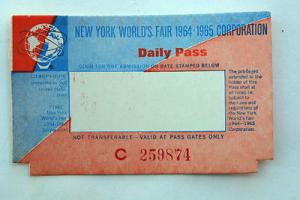 NEW YORK WORLD'S FAIR 1964-1965 CORPORATION
Daily Pass
GOOD FOR ONE ADMISSION ON DATE STAMPED BELOW
The privileges
extended to the
holder of this
Pass shall at
all times be
subject to the
rules and
regulations of
the New York
World's Fair
1964-1965
Corporation.
NOT TRANSFERABLE - VALID AT PASS GATES ONLY
C 259874